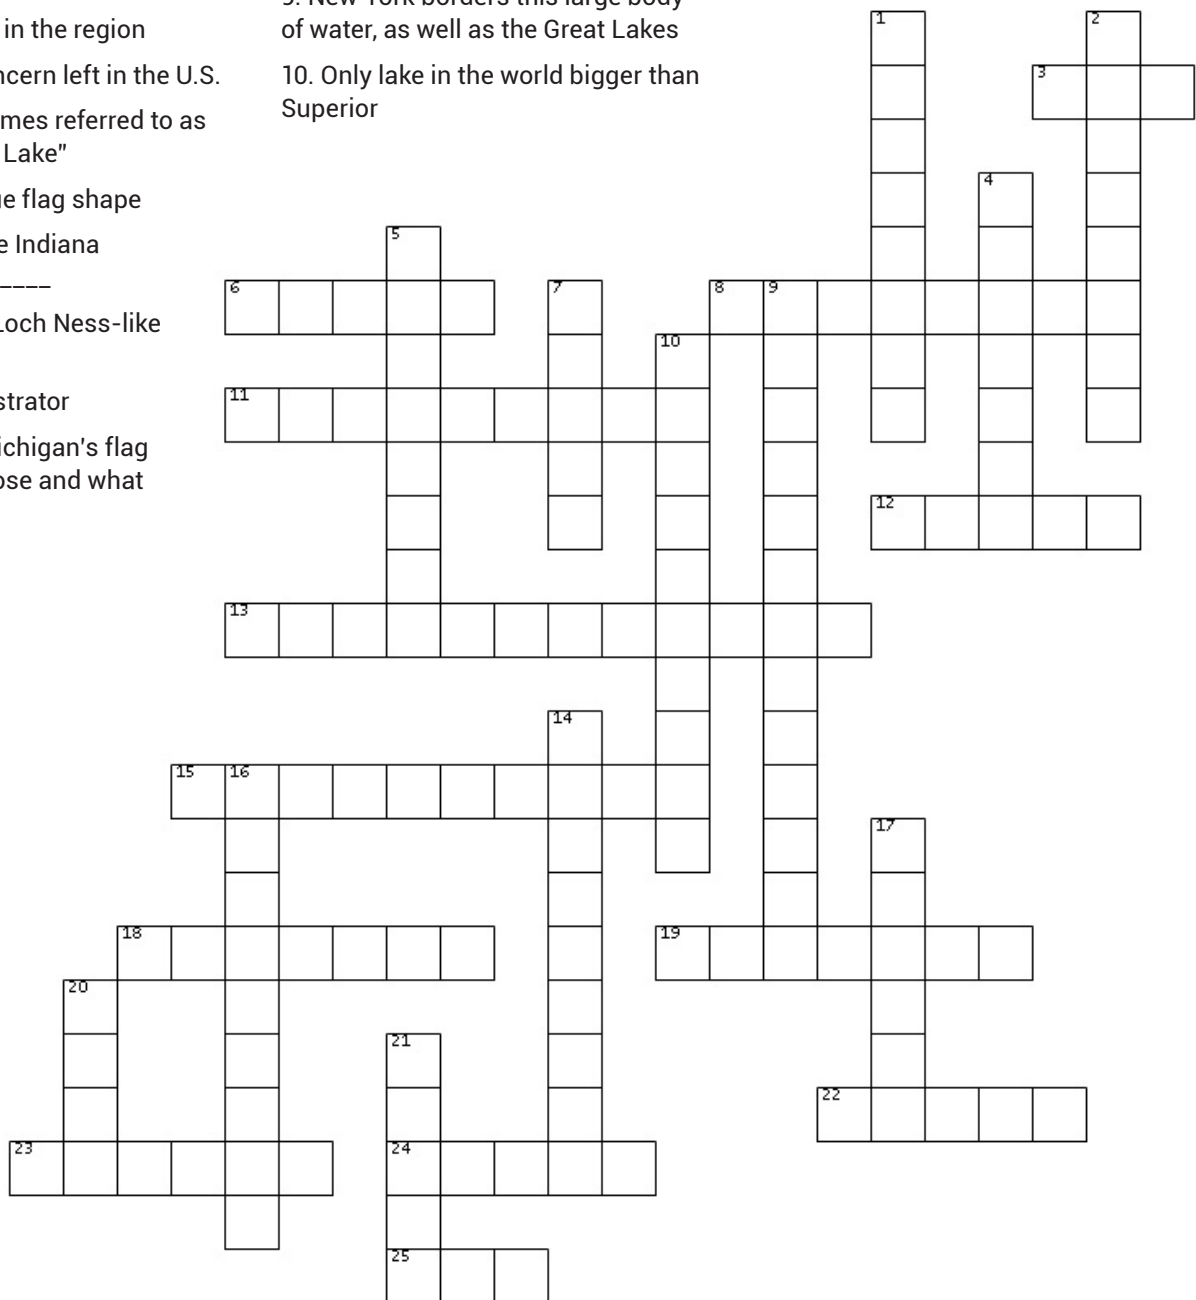 in the region
ncern left in the U.S.
mes referred to as
Lake"
e flag shape
e Indiana
____
Loch Ness-like
strator
ichigan's flag
ose and what
9. New York borders this large body
of water, as well as the Great Lakes
10. Only lake in the world bigger than
Superior
1
2
3
4
5
6
7
8
9
10
11
12
13
14
15
16
17
18
19
20
21
22
23
24
25